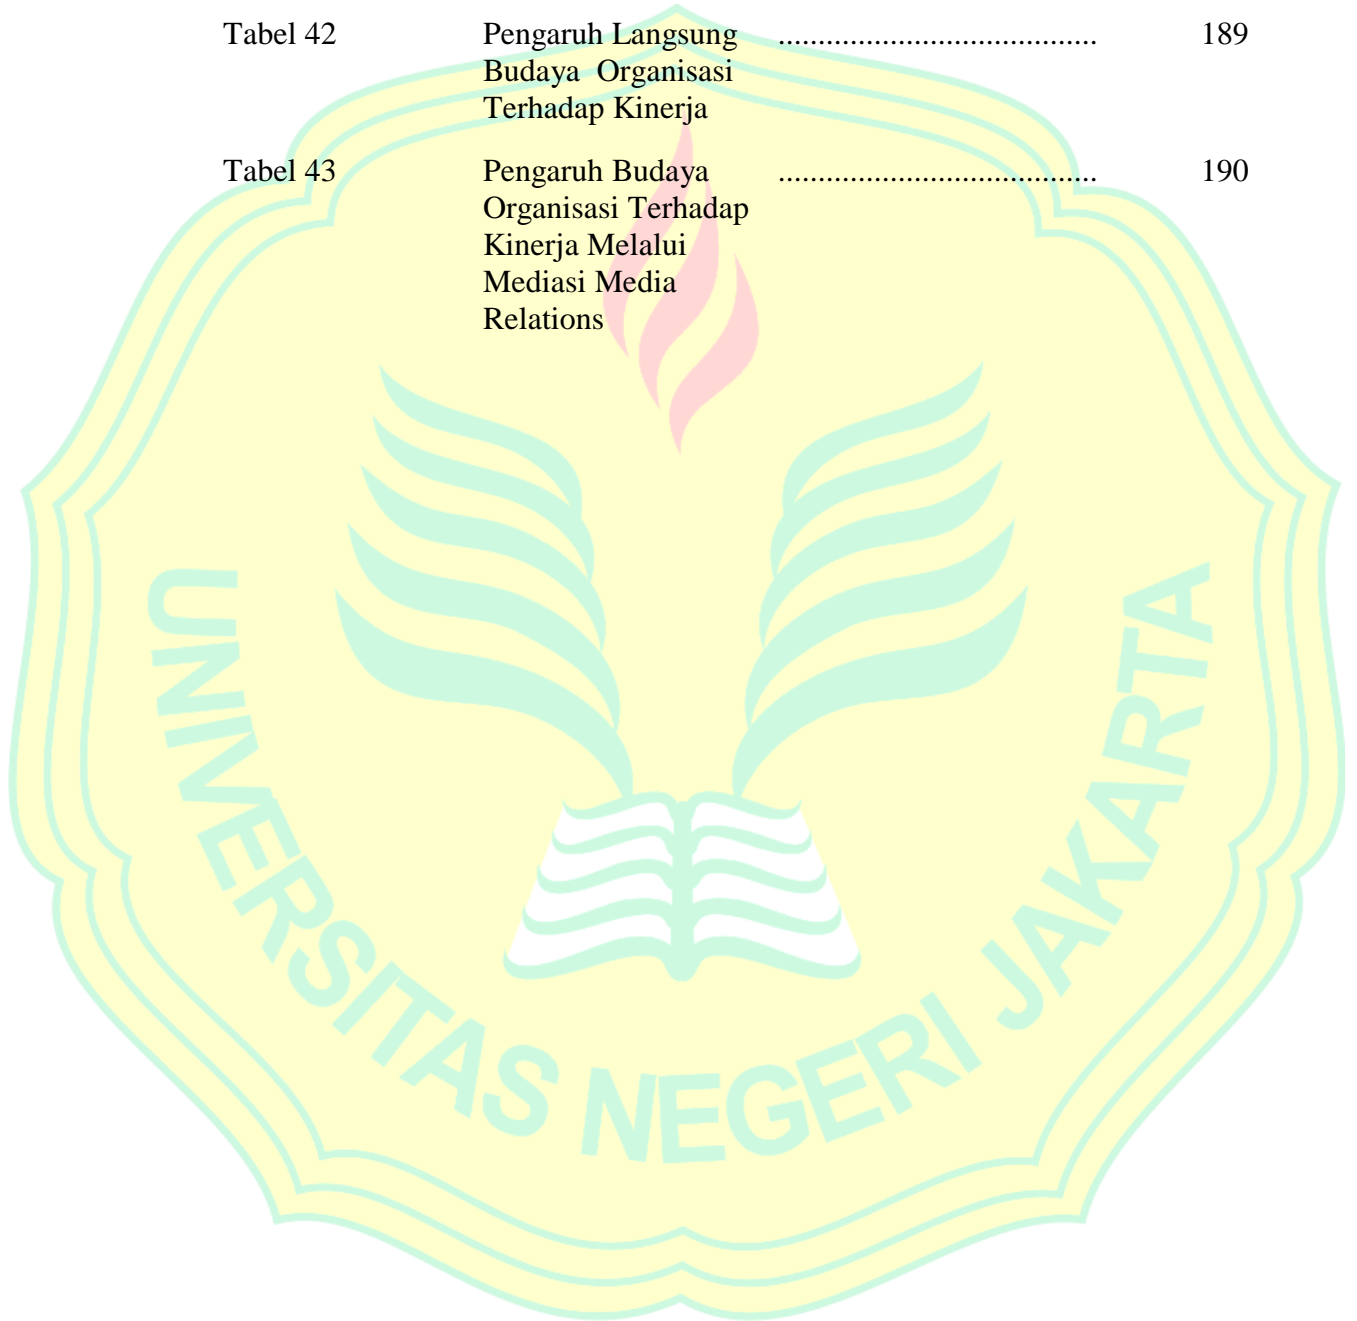 Tabel 42 Pengaruh Langsung ........................................ 189
Budaya  Organisasi
Terhadap Kinerja
Tabel 43 Pengaruh Budaya ........................................ 190
Organisasi Terhadap
Kinerja Melalui
Mediasi Media
Relations
UNIVERSITAS NEGERI JAKARTA